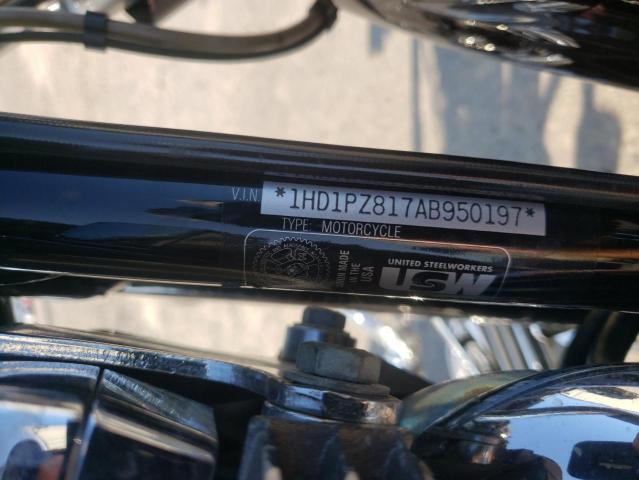 V.I.N. *1HD1PZ817AB950197*
TYPE: MOTORCYCLE
UNION MADE
IN THE
USA
UNITED STEELWORKERS
USW